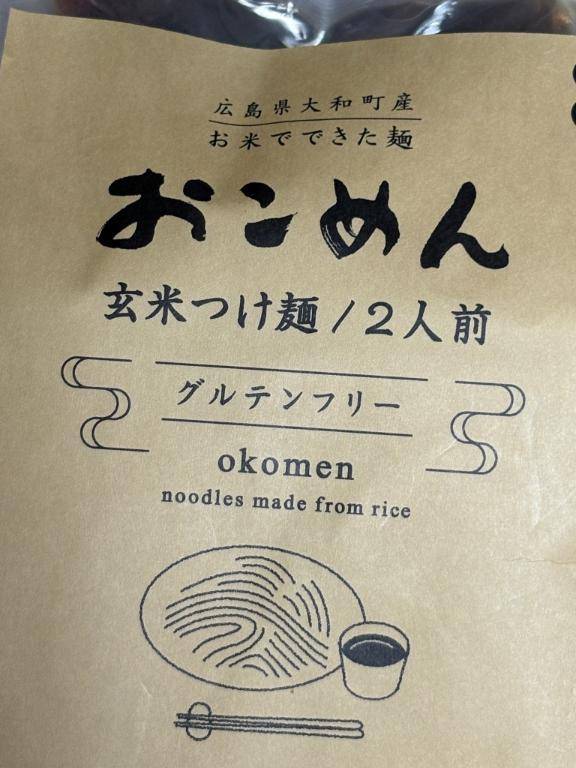 広島県大和町産
お米でできた麺
おこめん
玄米つけ麺/2人前
グルテンフリー
okomen
noodles made from rice